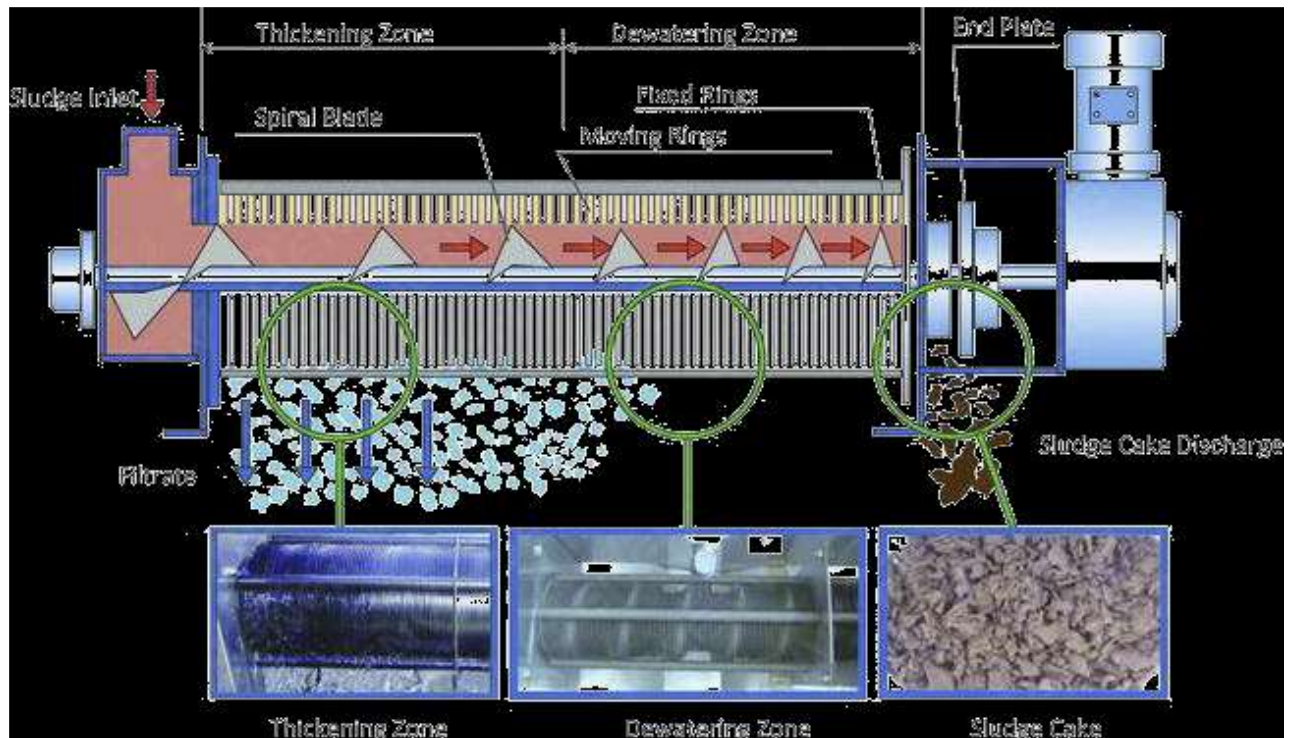 Thickening Zone
Dewatering Zone
End Plate
Sludge Inlet
Fixed Rings
Spiral Blade
Moving Rings
Sludge Cake Discharge
Filtrate
Thickening Zone
Dewatering Zone
Sludge Cake